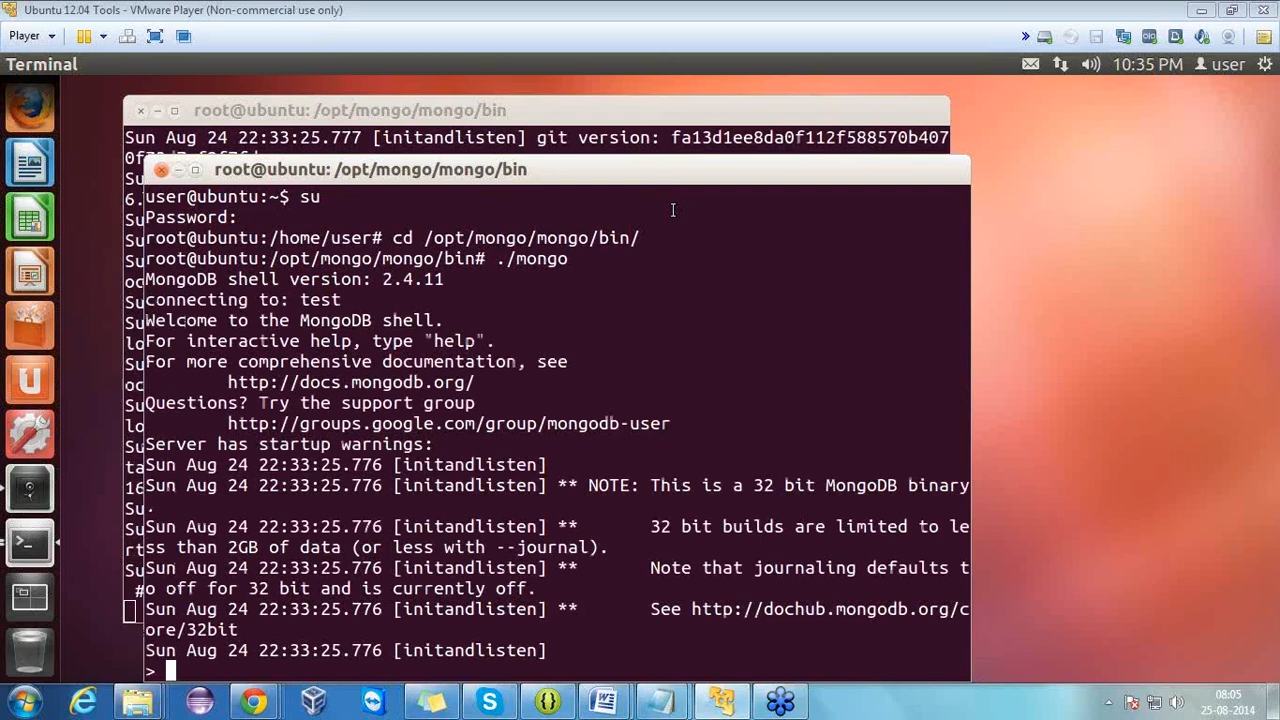 Ubuntu 12.04 Tools - VMware Player (Non-commercial use only)
Player
Terminal
10:35 PM
user
root@ubuntu: /opt/mongo/mongo/bin
Sun Aug 24 22:33:25.777 [initandlisten] git version: fa13d1ee8da0f112f588570b407
root@ubuntu: /opt/mongo/mongo/bin
user@ubuntu:~$ su
Password:
root@ubuntu:/home/user# cd /opt/mongo/mongo/bin/
root@ubuntu:/opt/mongo/mongo/bin# ./mongo
MongoDB shell version: 2.4.11
connecting to: test
Welcome to the MongoDB shell.
For interactive help, type "help".
For more comprehensive documentation, see
http://docs.mongodb.org/
Questions? Try the support group
http://groups.google.com/group/mongodb-user
Server has startup warnings:
Sun Aug 24 22:33:25.776 [initandlisten]
Sun Aug 24 22:33:25.776 [initandlisten] ** NOTE: This is a 32 bit MongoDB binary
.
Sun Aug 24 22:33:25.776 [initandlisten] **       32 bit builds are limited to le
ss than 2GB of data (or less with --journal).
Sun Aug 24 22:33:25.776 [initandlisten] **       Note that journaling defaults t
o off for 32 bit and is currently off.
Sun Aug 24 22:33:25.776 [initandlisten] **       See http://dochub.mongodb.org/c
ore/32bit
Sun Aug 24 22:33:25.776 [initandlisten]
>
08:05
25-08-2014